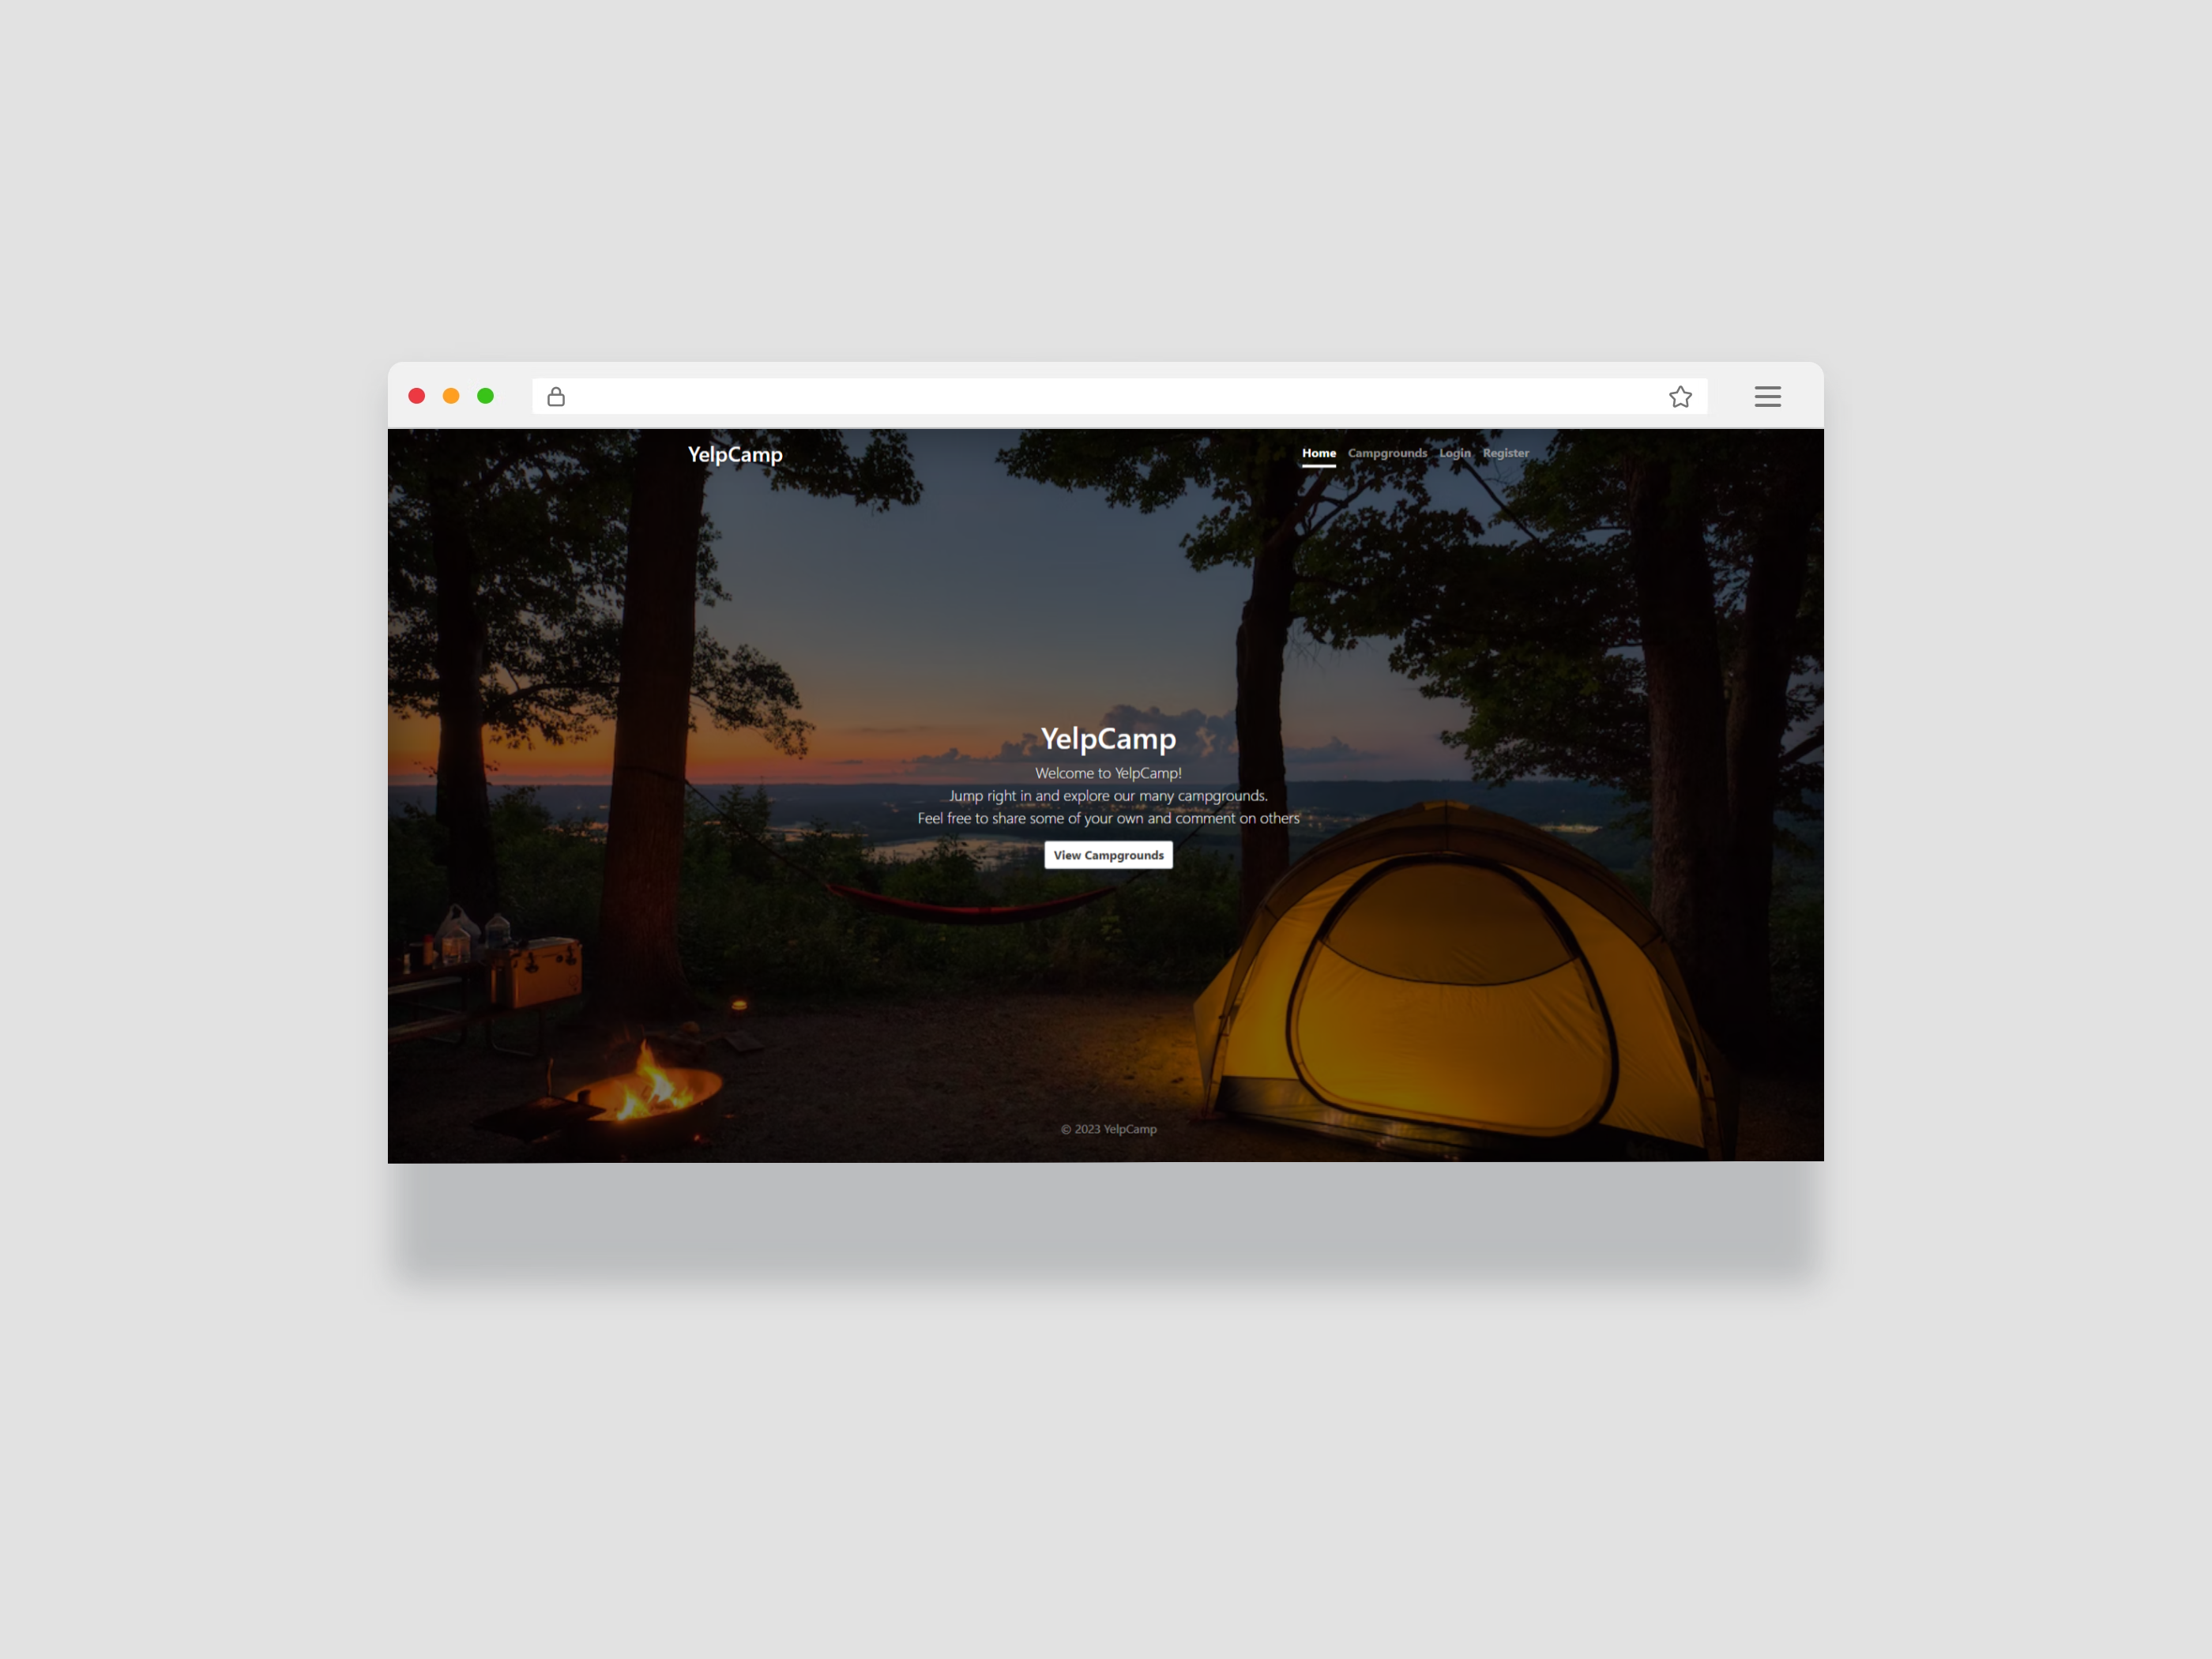 YelpCamp
Home Campgrounds Login Register
YelpCamp
Welcome to YelpCamp!
Jump right in and explore our many campgrounds.
Feel free to share some of your own and comment on others
View Campgrounds
© 2023 YelpCamp